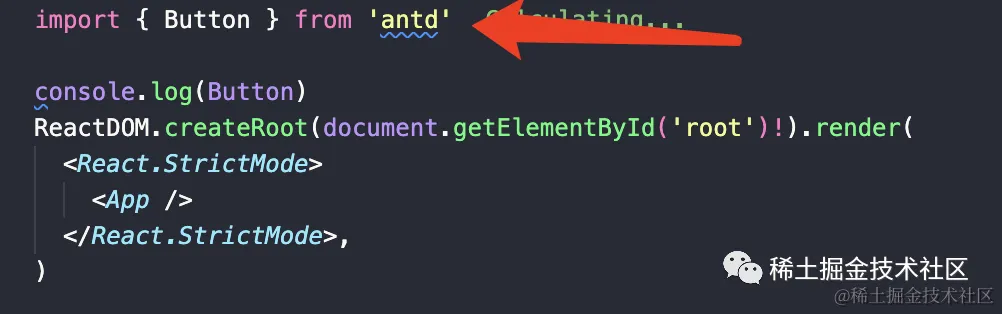 import { Button } from 'antd' Calculating...
console.log(Button)
ReactDOM.createRoot(document.getElementById('root')!).render(
<React.StrictMode>
<App />
</React.StrictMode>,
)
稀土掘金技术社区
@稀土掘金技术社区